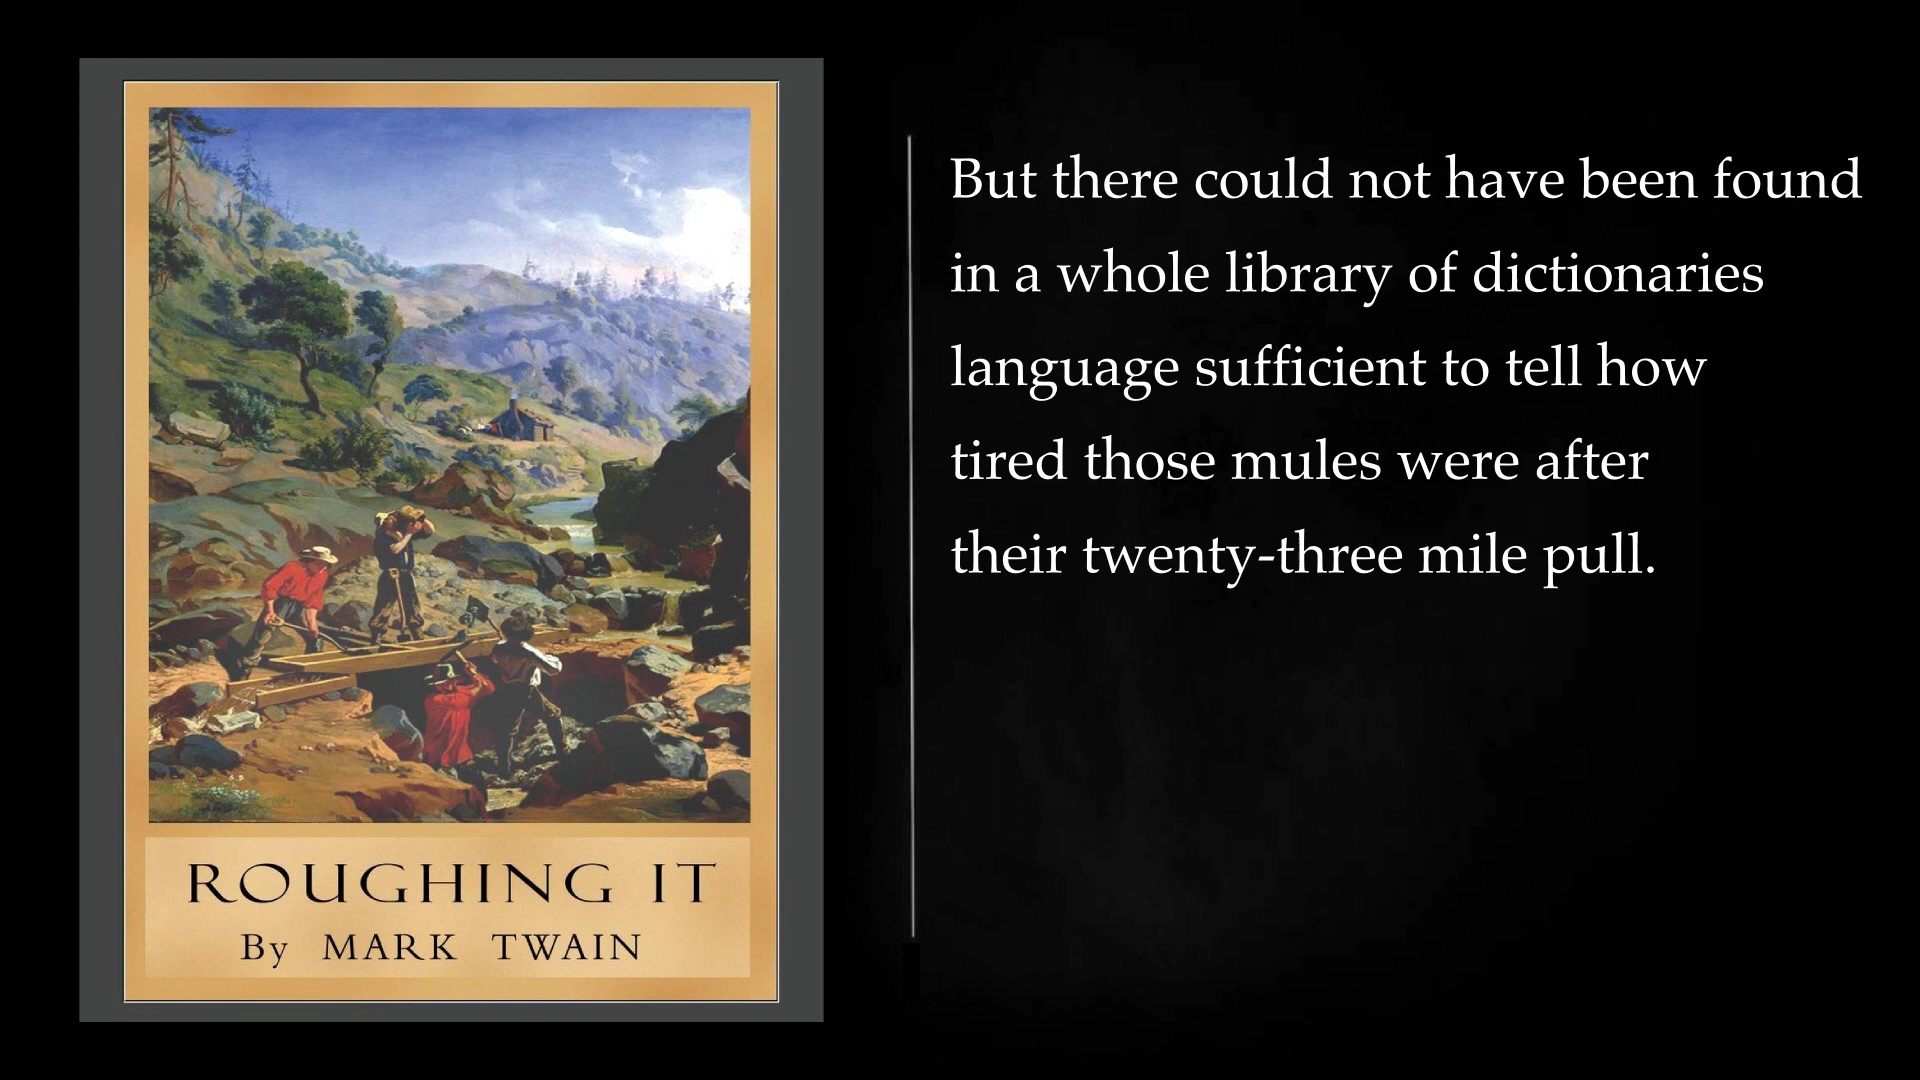 ROUGHING IT
By MARK TWAIN
But there could not have been found
in a whole library of dictionaries
language sufficient to tell how
tired those mules were after
their twenty-three mile pull.